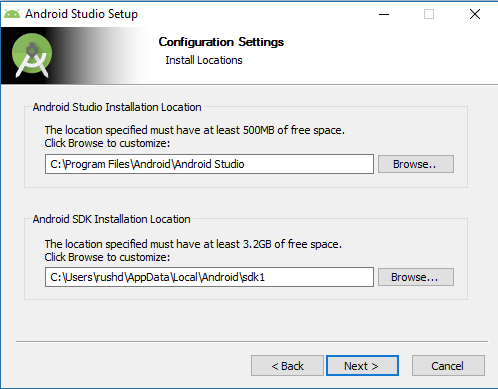 Android Studio Setup
Configuration Settings
Install Locations
Android Studio Installation Location
The location specified must have at least 500MB of free space.
Click Browse to customize:
C:\Program Files\Android\Android Studio
Browse..
Android SDK Installation Location
The location specified must have at least 3.2GB of free space.
Click Browse to customize:
C:\Users\rushd\AppData\Local\Android\sdk1
Browse...
< Back
Next >
Cancel